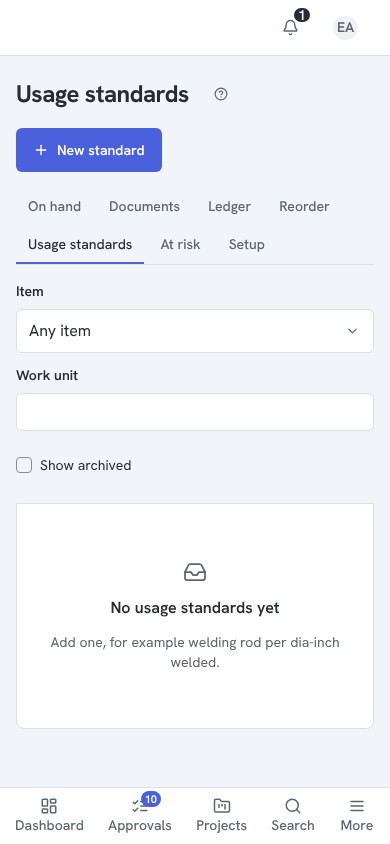 1
EA
Usage standards
New standard
On hand
Documents
Ledger
Reorder
Usage standards
At risk
Setup
Item
Any item
Work unit
Show archived
No usage standards yet
Add one, for example welding rod per dia-inch
welded.
10
Dashboard
Approvals
Projects
Search
More